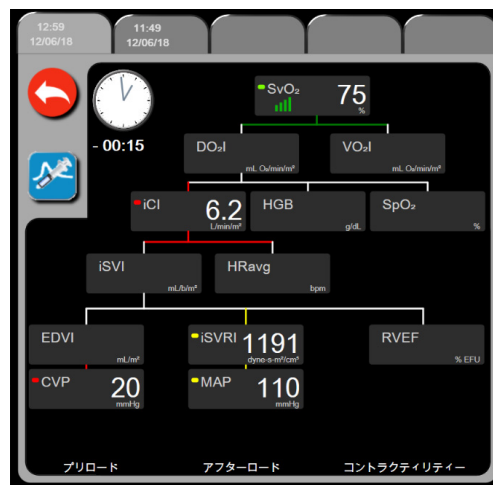 12:59
12/06/18
11:49
12/06/18
SvO₂
75
%
- 00:15
DO₂I
mL O₂/min/m²
VO₂I
mL O₂/min/m²
iCI
6.2
L/min/m²
HGB
g/dL
SpO₂
%
iSVI
mL/b/m²
HRavg
bpm
EDVI
mL/m²
iSVRI
1191
dyne-s-m²/cm⁵
RVEF
% EFU
CVP
20
mmHg
MAP
110
mmHg
プリロード
アフターロード
コントラクティリティー